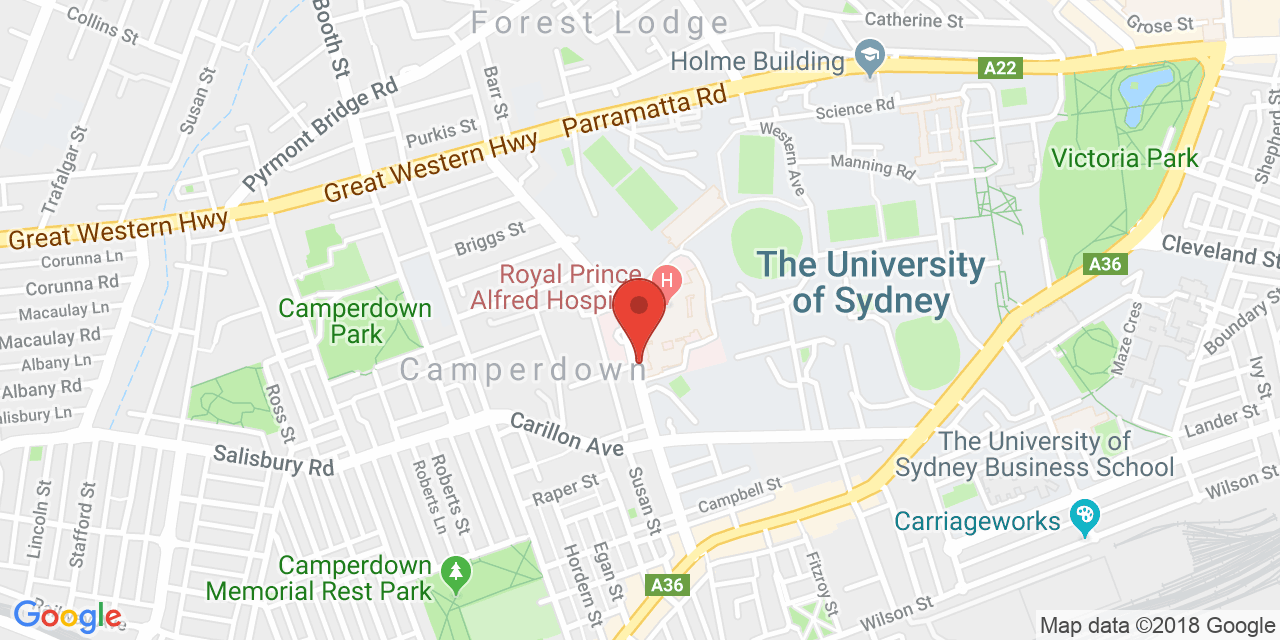 Collins St
Booth St
Forest Lodge
Catherine St
Grose St
Susan St
Barr St
Holme Building
A22
Pyrmont Bridge Rd
Parramatta Rd
Science Rd
Trafalgar St
Purkis St
Western Ave
Manning Rd
Victoria Park
Shepherd St
Great Western Hwy
Great Western Hwy
Briggs St
Cleveland St
Corunna Ln
The University
of Sydney
A36
Royal Prince
Alfred Hospi
H
Corunna Rd
Macaulay Ln
Camperdown
Park
Boundary St
Maze Cres
Macaulay Rd
Albany Ln
Camperdown
Albany Rd
Ivy St
Salisbury Ln
Ross St
Carillon Ave
Lander St
Salisbury Rd
The University of
Sydney Business School
Roberts St
Roberts Ln
Raper St
Susan St
Campbell St
Wilson St
Lincoln St
Stafford St
Carriageworks
Egan St
Hordern St
Camperdown
Memorial Rest Park
A36
Fitzroy St
Wilson St
Google
Map data ©2018 Google